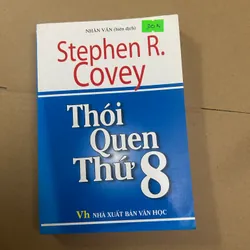 NHÂN VĂN (biên dịch)
Stephen R.
Covey
Thói
Quen
Thứ 8
Vh NHÀ XUẤT BẢN VĂN HỌC